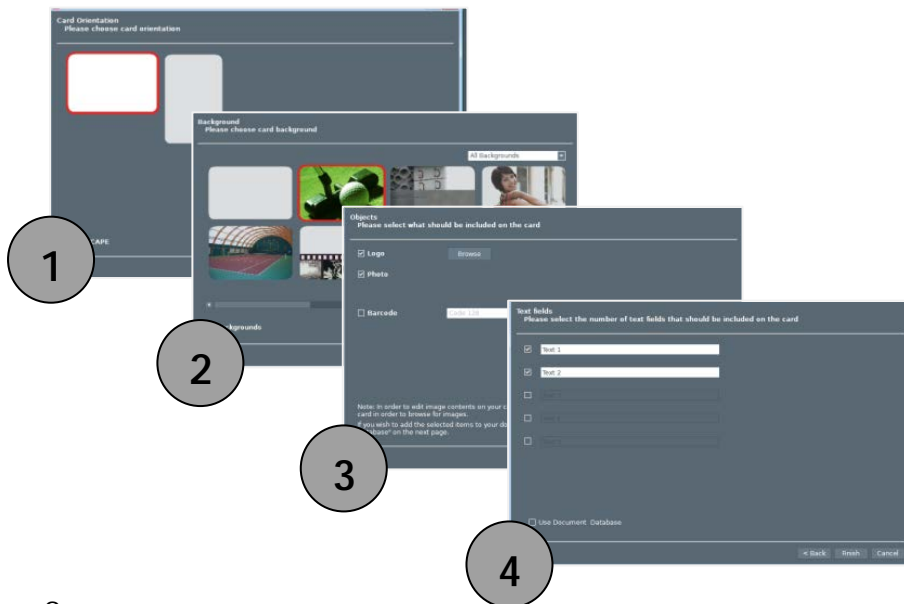 Card Orientation
Please choose card orientation
CAPE
1
Background
Please choose card background
All Backgrounds
kgrounds
2
Objects
Please select what should be included on the card
Logo
Browse
Photo
Barcode
Code 128
Note: In order to edit image contents on your c
card in order to browse for images.
If you wish to add the selected items to your do
atabase" on the next page.
3
Text fields
Please select the number of text fields that should be included on the card
Text 1
Text 2
Use Document Database
< Back Finish Cancel
4